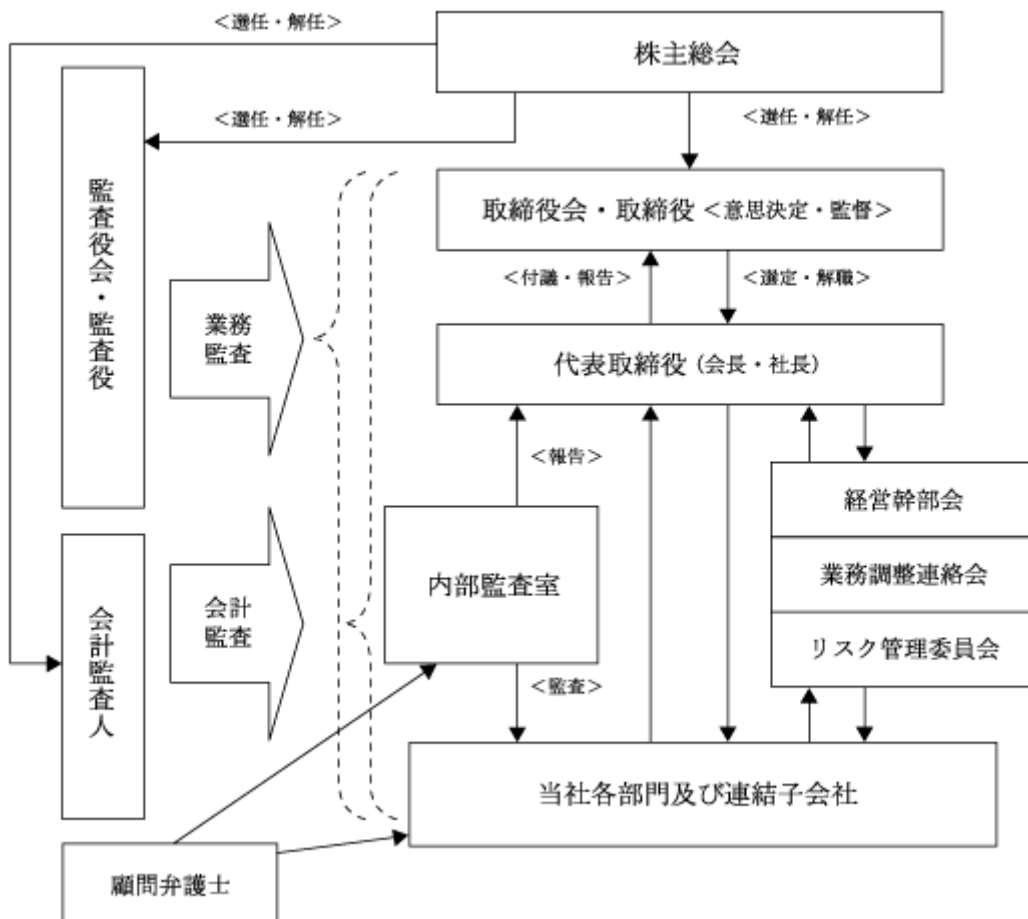 ＜選任・解任＞
株主総会
＜選任・解任＞
＜選任・解任＞
監査役会・監査役
取締役会・取締役＜意思決定・監督＞
＜付議・報告＞
＜選定・解職＞
業務
監査
代表取締役（会長・社長）
＜報告＞
経営幹部会
業務調整連絡会
リスク管理委員会
内部監査室
会計監査人
会計
監査
＜監査＞
当社各部門及び連結子会社
顧問弁護士